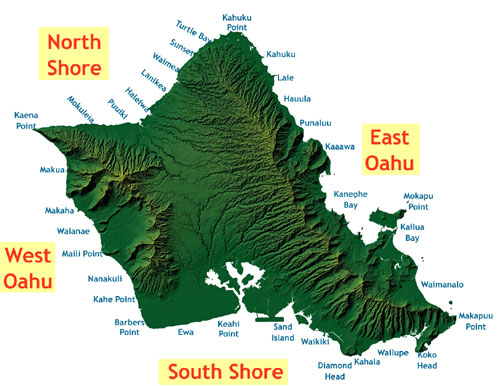 Kahuku
Point
Turtle Bay
Sunset
Waimea
Lanikea
Haleiwa
Puuiki
Mokuleia
North
Shore
Kaena
Point
Kahuku
Laie
Hauula
Punaluu
Kaaawa
East
Oahu
Kaneohe
Bay
Mokapu
Point
Kailua
Bay
Waimanalo
Makapuu
Point
Makua
Makaha
Waianae
Maili Point
West
Oahu
Nanakuli
Kahe Point
Barbers
Point
Ewa
Keahi
Point
Sand
Island
Waikiki
Diamond
Head
Kahala
Wailupe
Koko
Head
South Shore